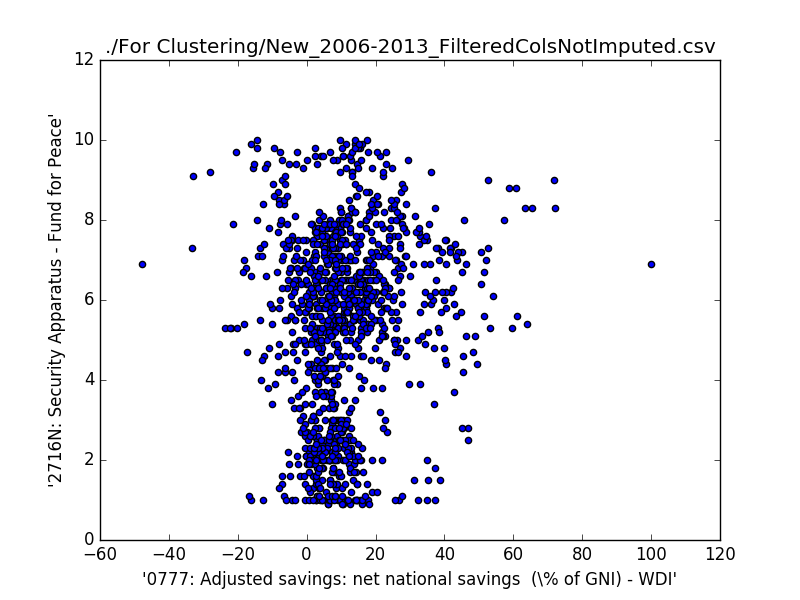 ./For Clustering/New_2006-2013_FilteredColsNotImputed.csv
12
10
8
6
4
2
0
'2716N: Security Apparatus - Fund for Peace'
−60 −40 −20 0 20 40 60 80 100 120
'0777: Adjusted savings: net national savings  (\% of GNI) - WDI'